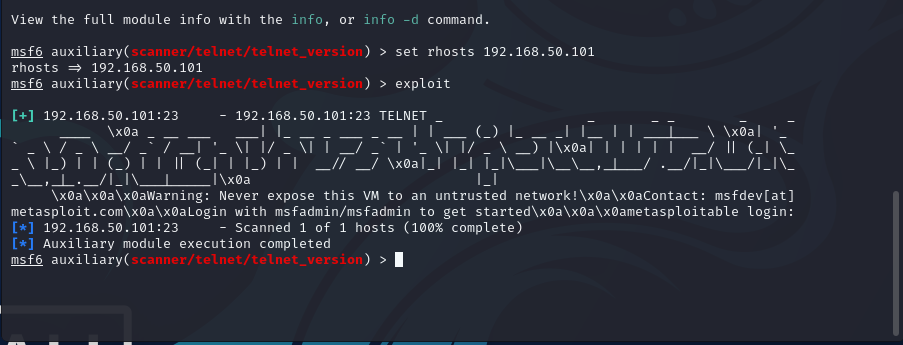 View the full module info with the info, or info -d command.
msf6 auxiliary(scanner/telnet/telnet_version) > set rhosts 192.168.50.101
rhosts ⇒ 192.168.50.101
msf6 auxiliary(scanner/telnet/telnet_version) > exploit
[+] 192.168.50.101:23     - 192.168.50.101:23 TELNET _                  _       _ _        _     _
      ____  \x0a _ __ ___   ___| |_ __ _ ___ _ __ | | ___ (_) |_ __ _| |__ | | ___|___ \ \x0a| '_
` _ \ / _ \ __/ _` / __| '_ \| |/ _ \| | __/ _` | '_ \| |/ _ \ __) |\x0a| | | | | |  __/ || (_| \_
_ \ |_) | | (_) | | || (_| | |_) | |  __// __/ \x0a|_| |_| |_|\___|\__\__,_|____/ .__/|_|\___/|_|\
_\__,_|_.__/|_|\___|_____|\x0a                            |_|
     \x0a\x0a\x0aWarning: Never expose this VM to an untrusted network!\x0a\x0aContact: msfdev[at]
metasploit.com\x0a\x0aLogin with msfadmin/msfadmin to get started\x0a\x0a\x0ametasploitable login:
[*] 192.168.50.101:23     - Scanned 1 of 1 hosts (100% complete)
[*] Auxiliary module execution completed
msf6 auxiliary(scanner/telnet/telnet_version) >